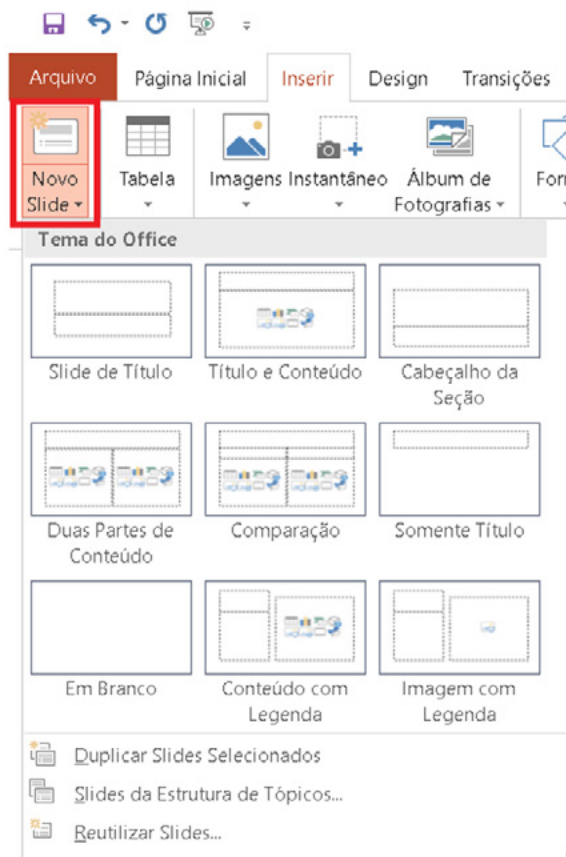 Arquivo Página Inicial Inserir Design Transições
Novo Slide
Tabela
Imagens
Instantâneo
Álbum de Fotografias
For
Tema do Office
Slide de Título
Título e Conteúdo
Cabeçalho da Seção
Duas Partes de Conteúdo
Comparação
Somente Título
Em Branco
Conteúdo com Legenda
Imagem com Legenda
Duplicar Slides Selecionados
Slides da Estrutura de Tópicos...
Reutilizar Slides...